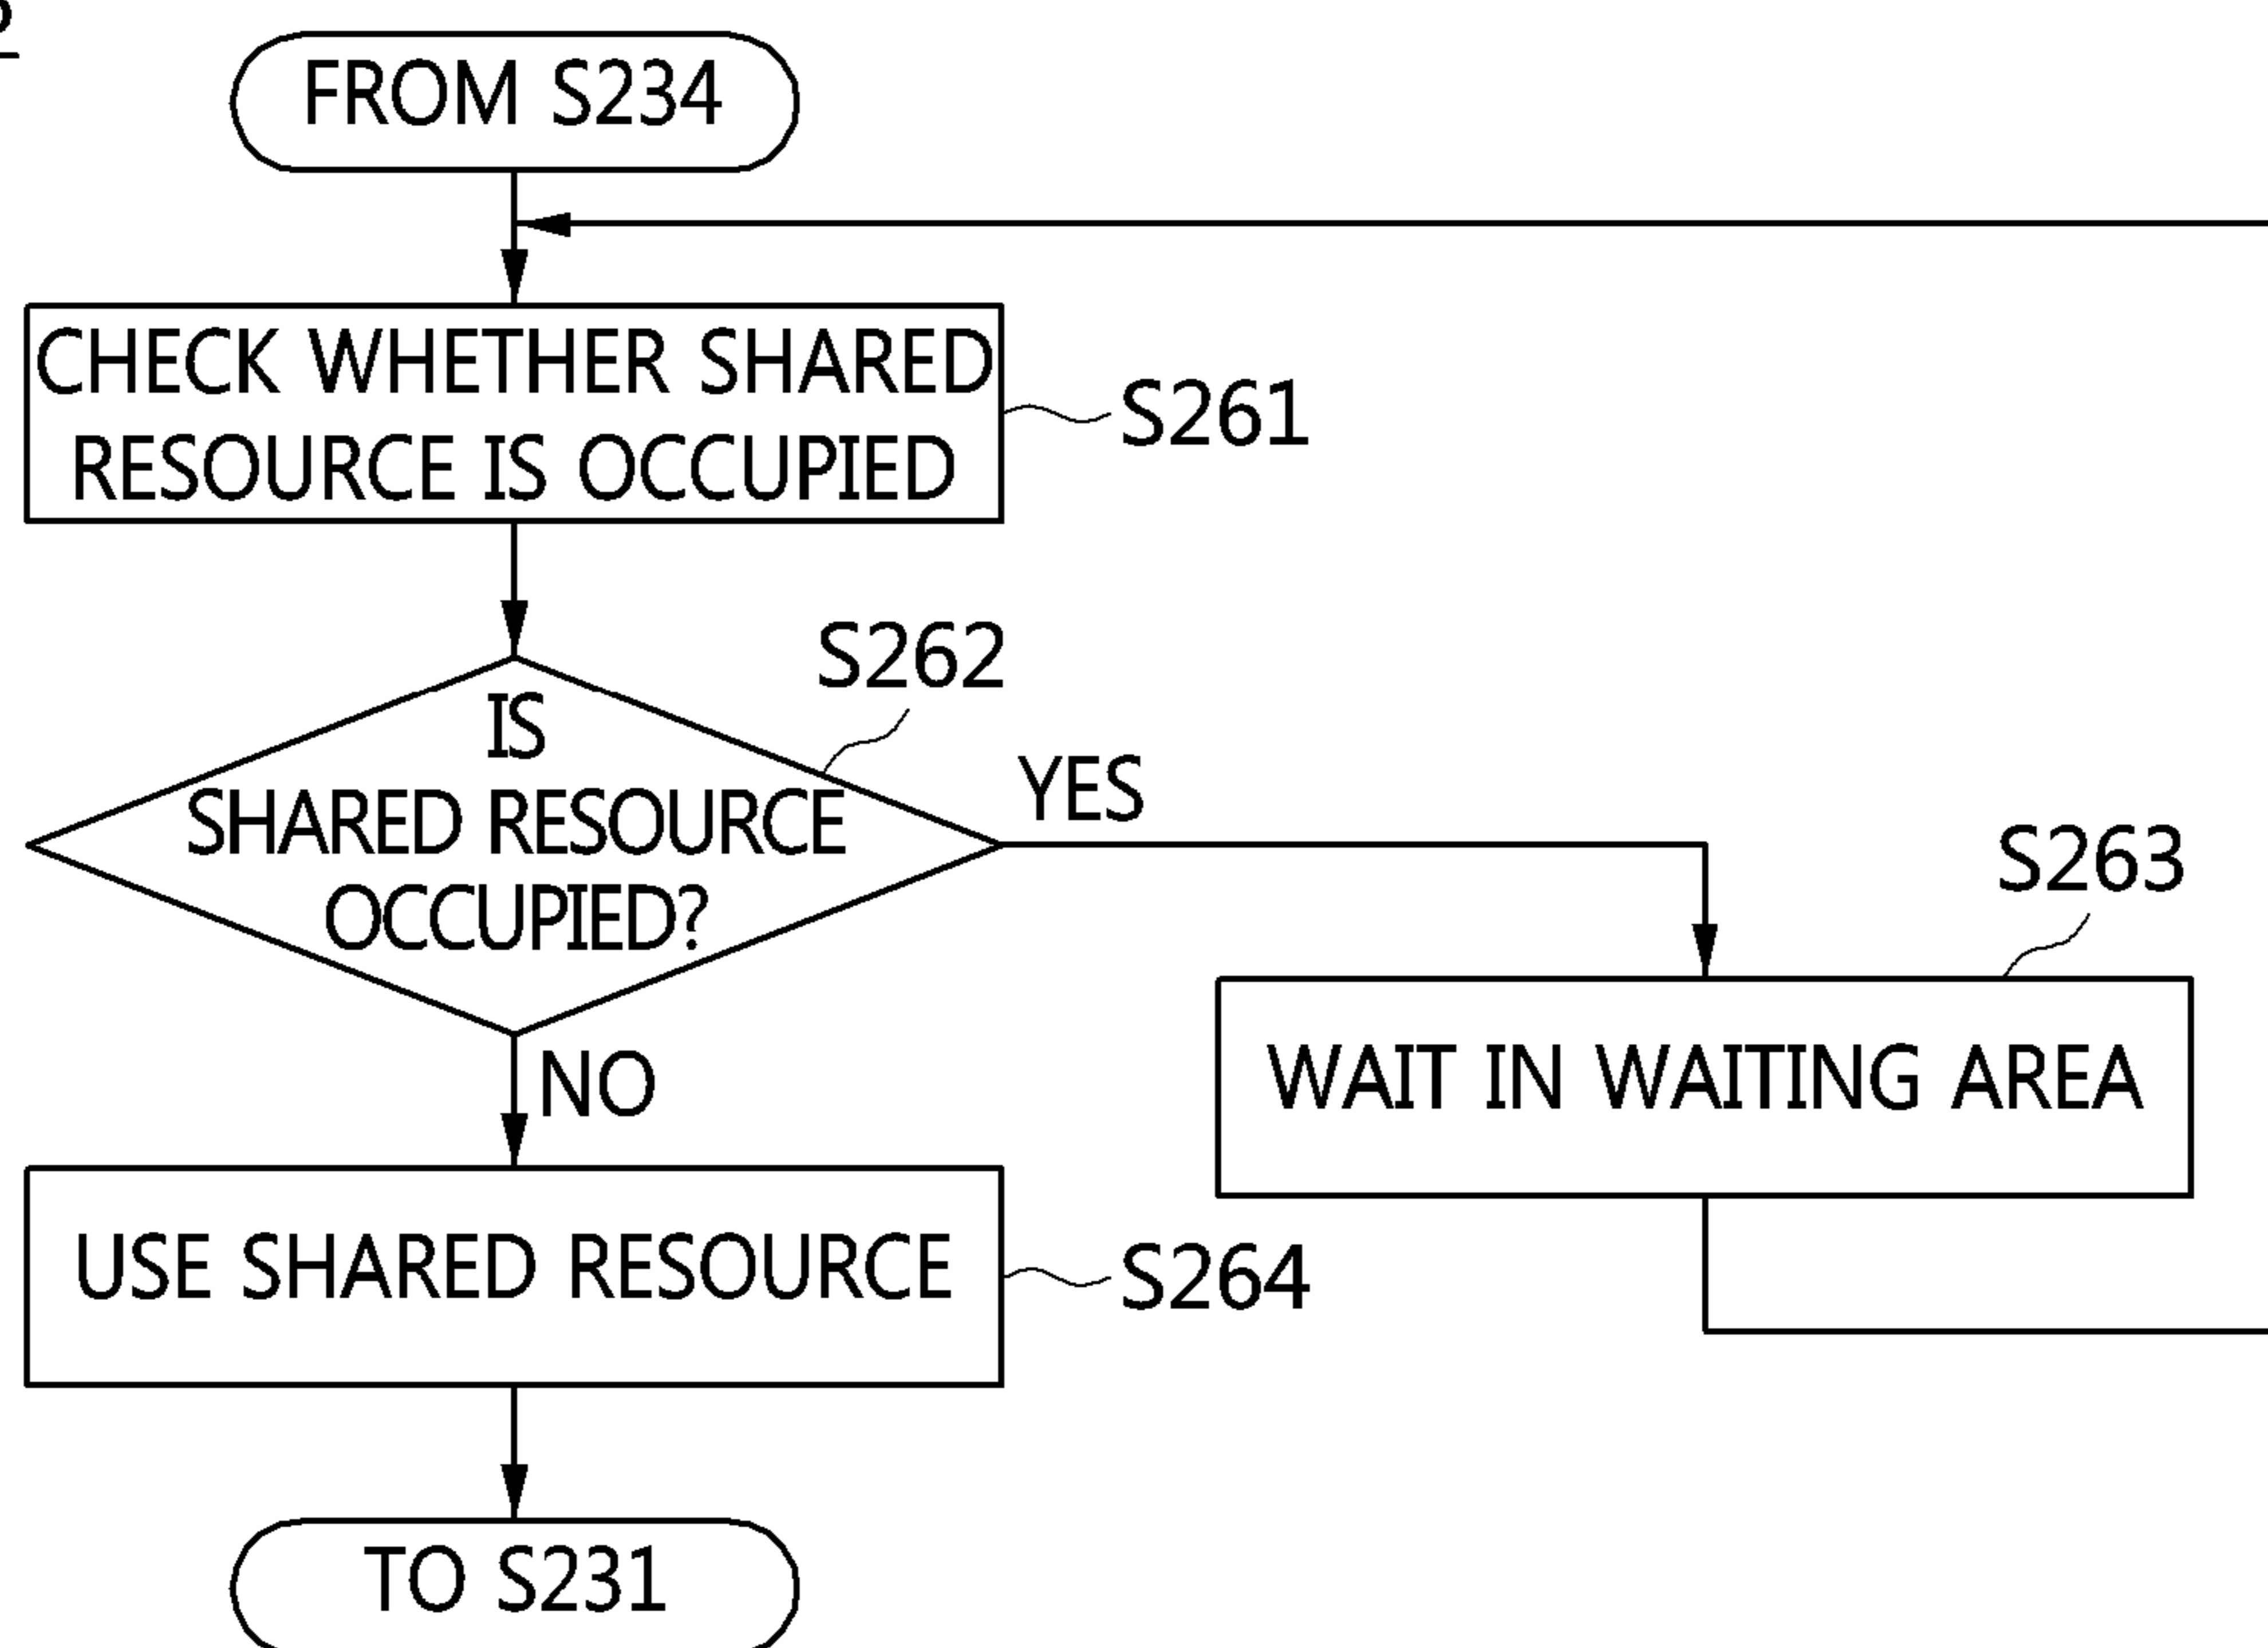 FROM S234
CHECK WHETHER SHARED
RESOURCE IS OCCUPIED
S261
S262
IS
SHARED RESOURCE
OCCUPIED?
YES
S263
WAIT IN WAITING AREA
NO
USE SHARED RESOURCE
S264
TO S231